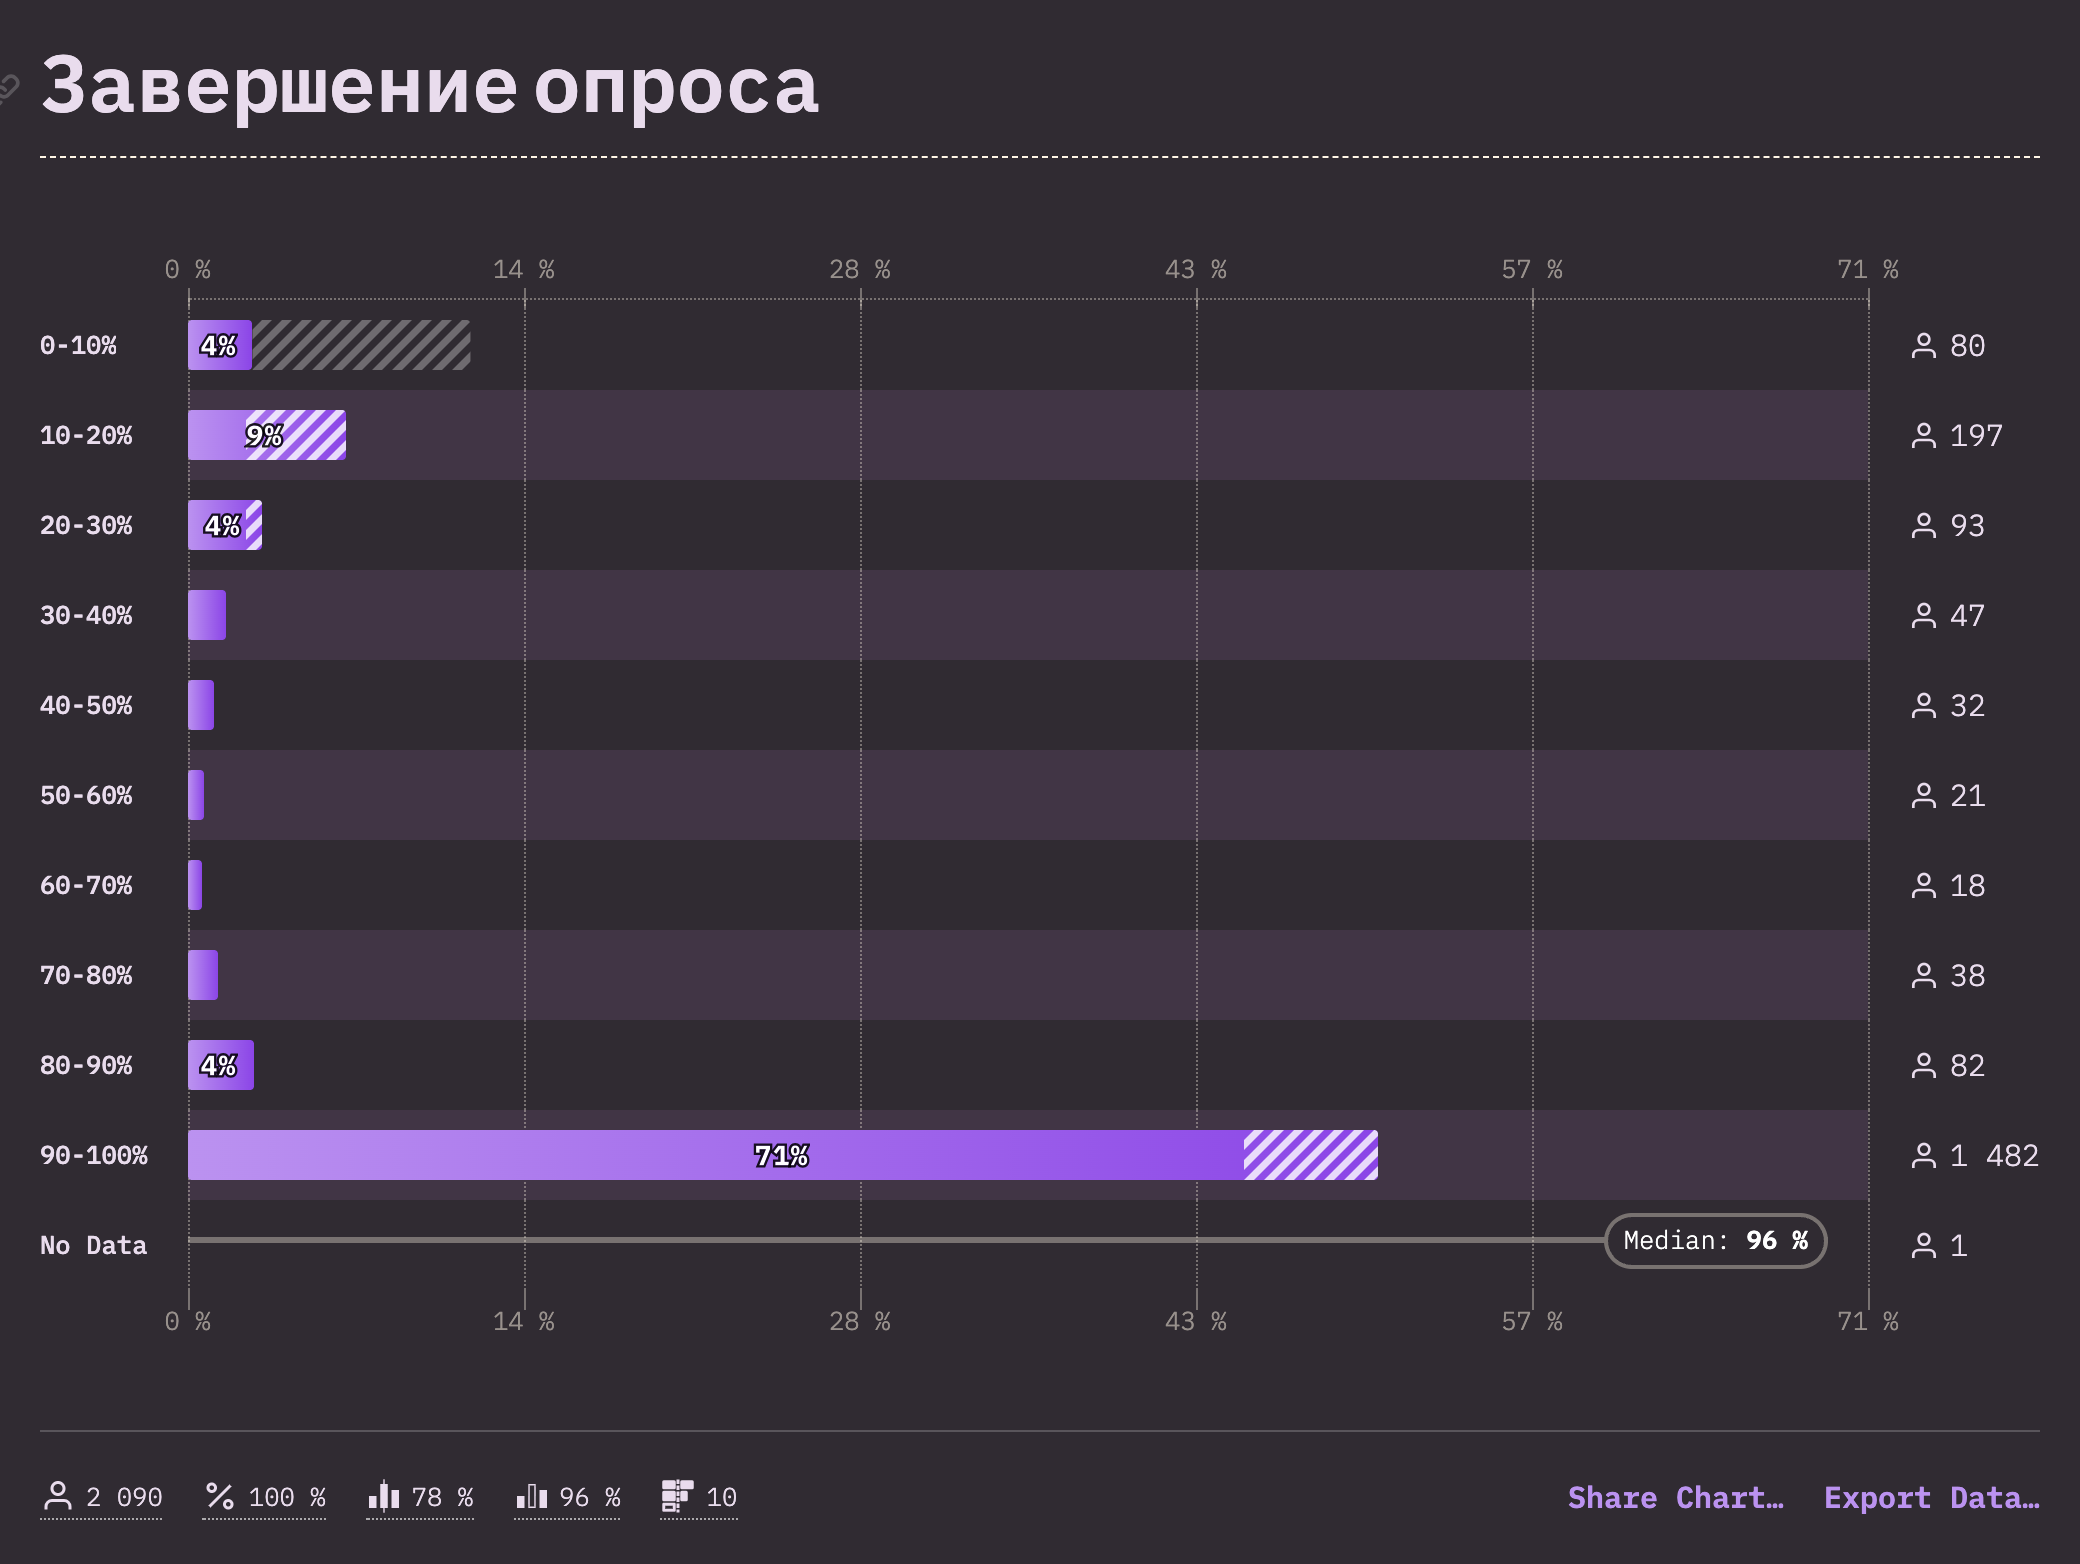 Завершение опроса
0 % 14 % 28 % 43 % 57 % 71 %
0-10% 4% 80
10-20% 9% 197
20-30% 4% 93
30-40% 47
40-50% 32
50-60% 21
60-70% 18
70-80% 38
80-90% 4% 82
90-100% 71% 1 482
No Data Median: 96 % 1
0 % 14 % 28 % 43 % 57 % 71 %
2 090 100 % 78 % 96 % 10 Share Chart… Export Data…